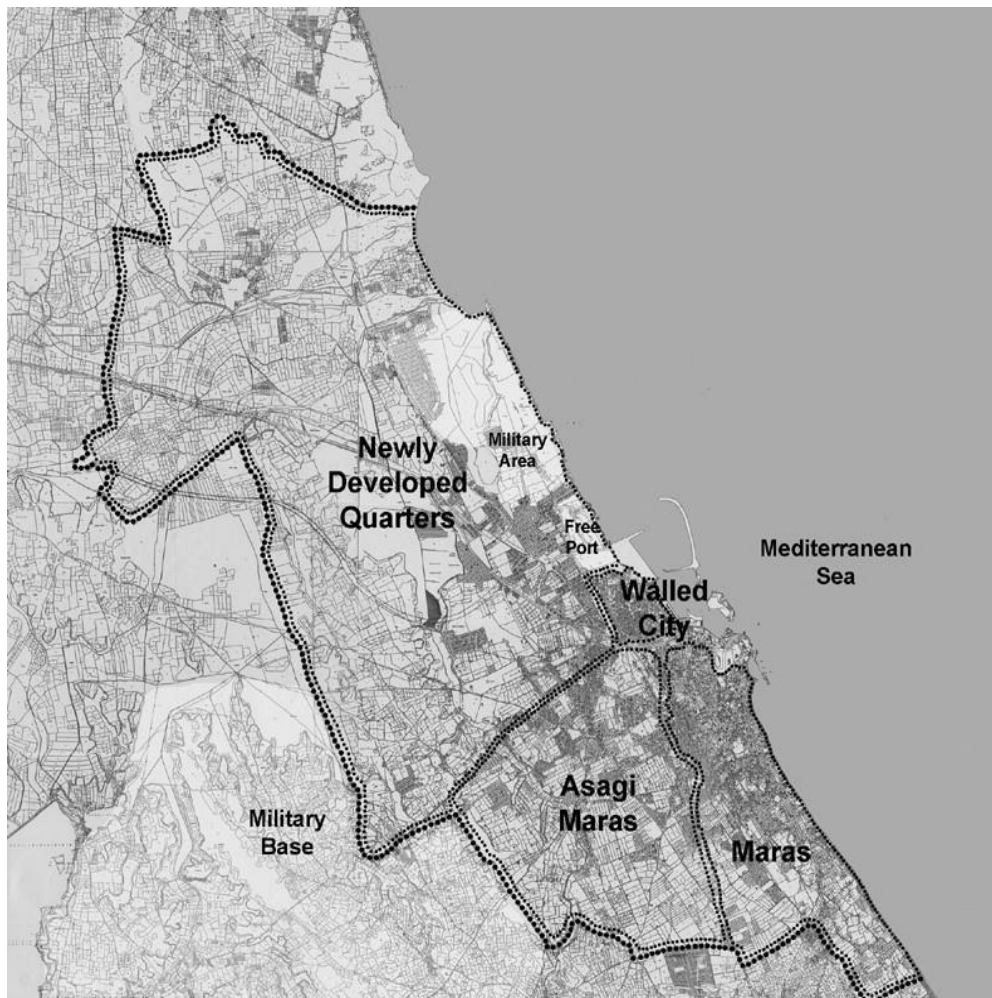 Newly
Developed
Quarters
Military
Area
Free
Port
Walled
City
Mediterranean
Sea
Asagi
Maras
Military
Base
Maras